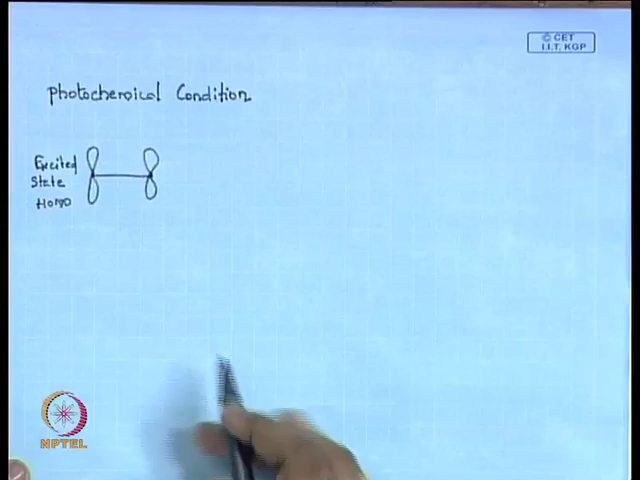 © CET
I.I.T. KGP
Photochemical Condition
Excited
State
HOMO
NPTEL